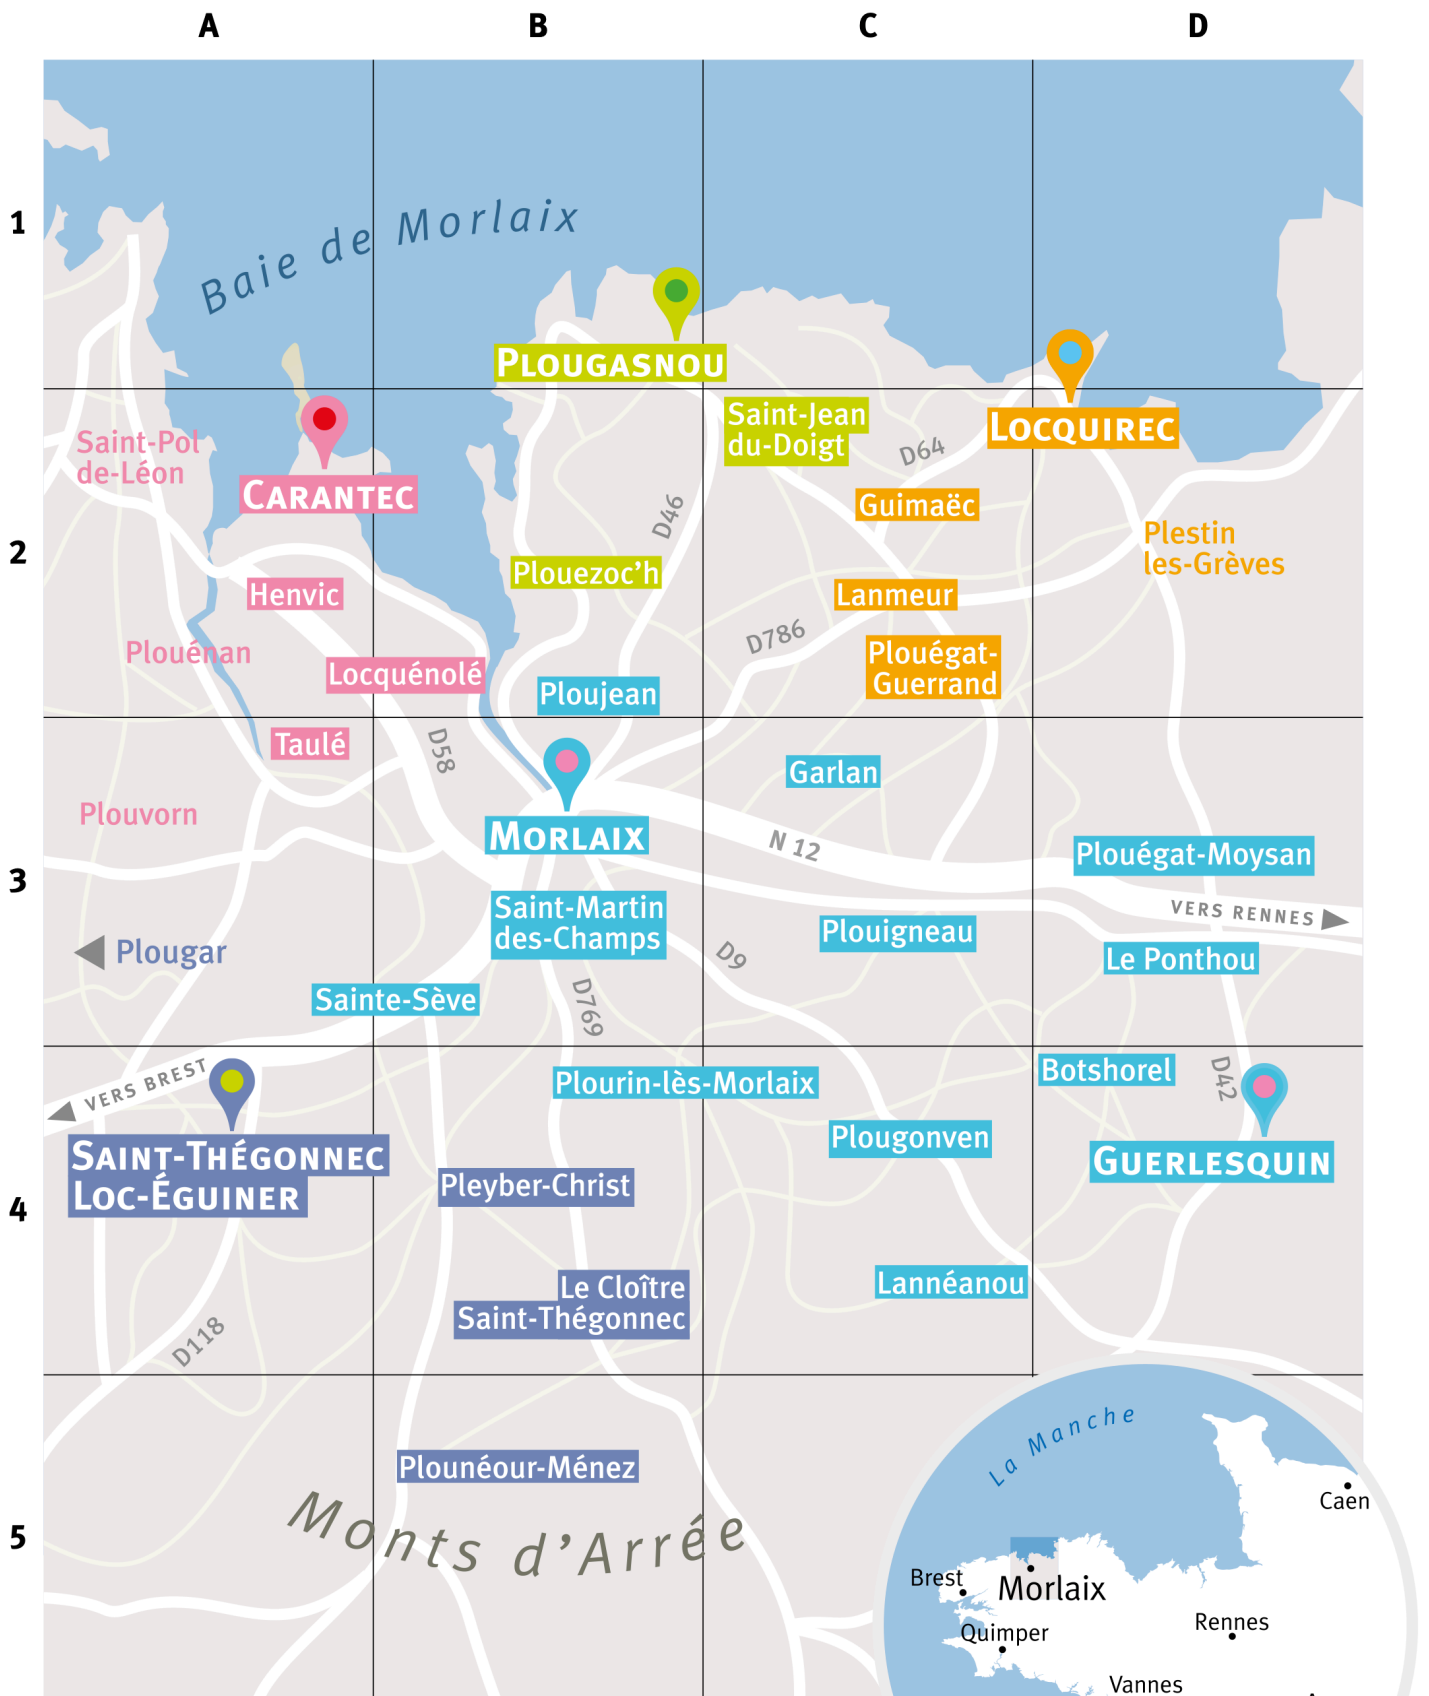 A B C D
1
Baie de Morlaix
PLOUGASNOU
LOCQUIREC
Saint-Jean
du-Doigt
D64
Saint-Pol
de-Léon
CARANTEC
Guimaëc
D46
2
Plestin
les-Grèves
Plouezoc’h
Henvic
Lanmeur
D786
Plouénan
Plouégat-
Guerrand
Locquénolé
Ploujean
Taulé
D58
Garlan
Plouvorn
MORLAIX
N 12
Plouégat-Moysan
3
Saint-Martin
des-Champs
VERS RENNES
Plouigneau
Plougar
D9
Le Ponthou
Sainte-Sève
D769
VERS BREST
Botshorel
D42
Plourin-lès-Morlaix
Plougonven
SAINT-THÉGONNEC
LOC-ÉGUINER
GUERLESQUIN
Pleyber-Christ
4
Lannéanou
Le Cloître
Saint-Thégonnec
D118
La Manche
Plounéour-Ménez
Caen
5
Monts d’Arrée
Brest
Morlaix
Rennes
Quimper
Vannes